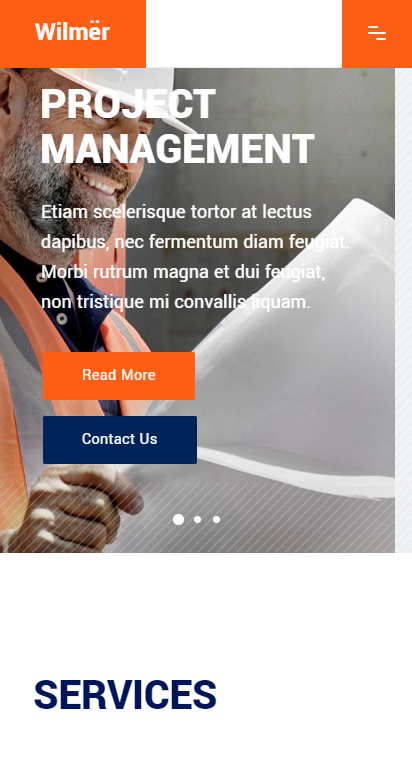 Wilmër
PROJECT
MANAGEMENT
Etiam scelerisque tortor at lectus
dapibus, nec fermentum diam feugiat.
Morbi rutrum magna et dui feugiat,
non tristique mi convallis liquam.
Read More
Contact Us
SERVICES